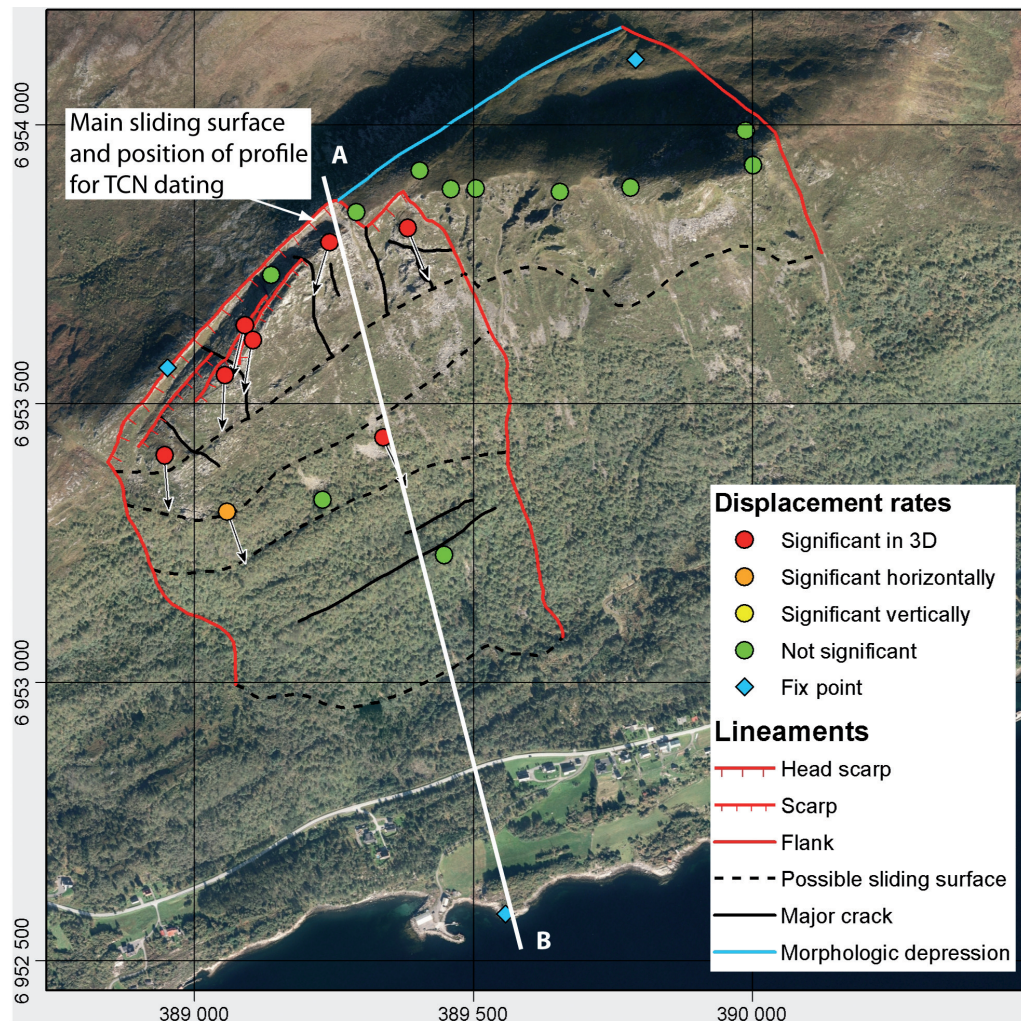 Main sliding surface
and position of profile
for TCN dating
A
B
6 954 000
6 953 500
6 953 000
6 952 500
389 000
389 500
390 000
Displacement rates
Significant in 3D
Significant horizontally
Significant vertically
Not significant
Fix point
Lineaments
Head scarp
Scarp
Flank
Possible sliding surface
Major crack
Morphologic depression